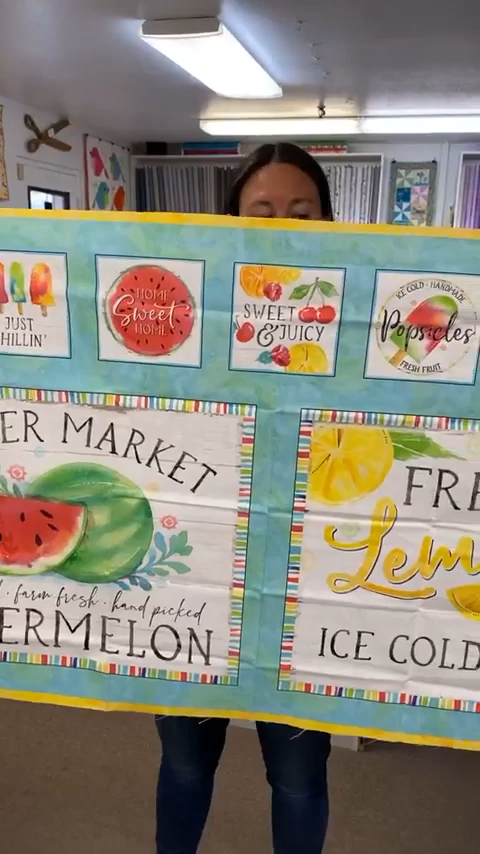 JUST
HILLIN'
HOME
Sweet
HOME
SWEET
& JUICY
ICE COLD · HANDMADE
Popsicles
FRESH FRUIT
ER MARKET
· farm fresh · hand picked
ERMELON
FRE
Lem
ICE COLD